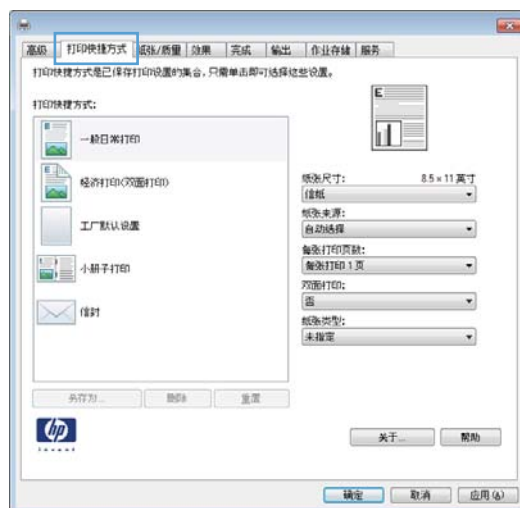 高级 打印快捷方式 纸张/质量 效果 完成 输出 作业存储 服务
打印快捷方式是已保存打印设置的集合，只需单击即可选择这些设置。
打印快捷方式:
一般日常打印
经济打印(双面打印)
工厂默认设置
小册子打印
信封
另存为... 删除 重置
E
纸张尺寸: 8.5 × 11 英寸
信纸
纸张来源:
自动选择
每张打印页数:
每张打印 1 页
双面打印:
否
纸张类型:
未指定
hp
invent
关于... 帮助
确定 取消 应用(A)